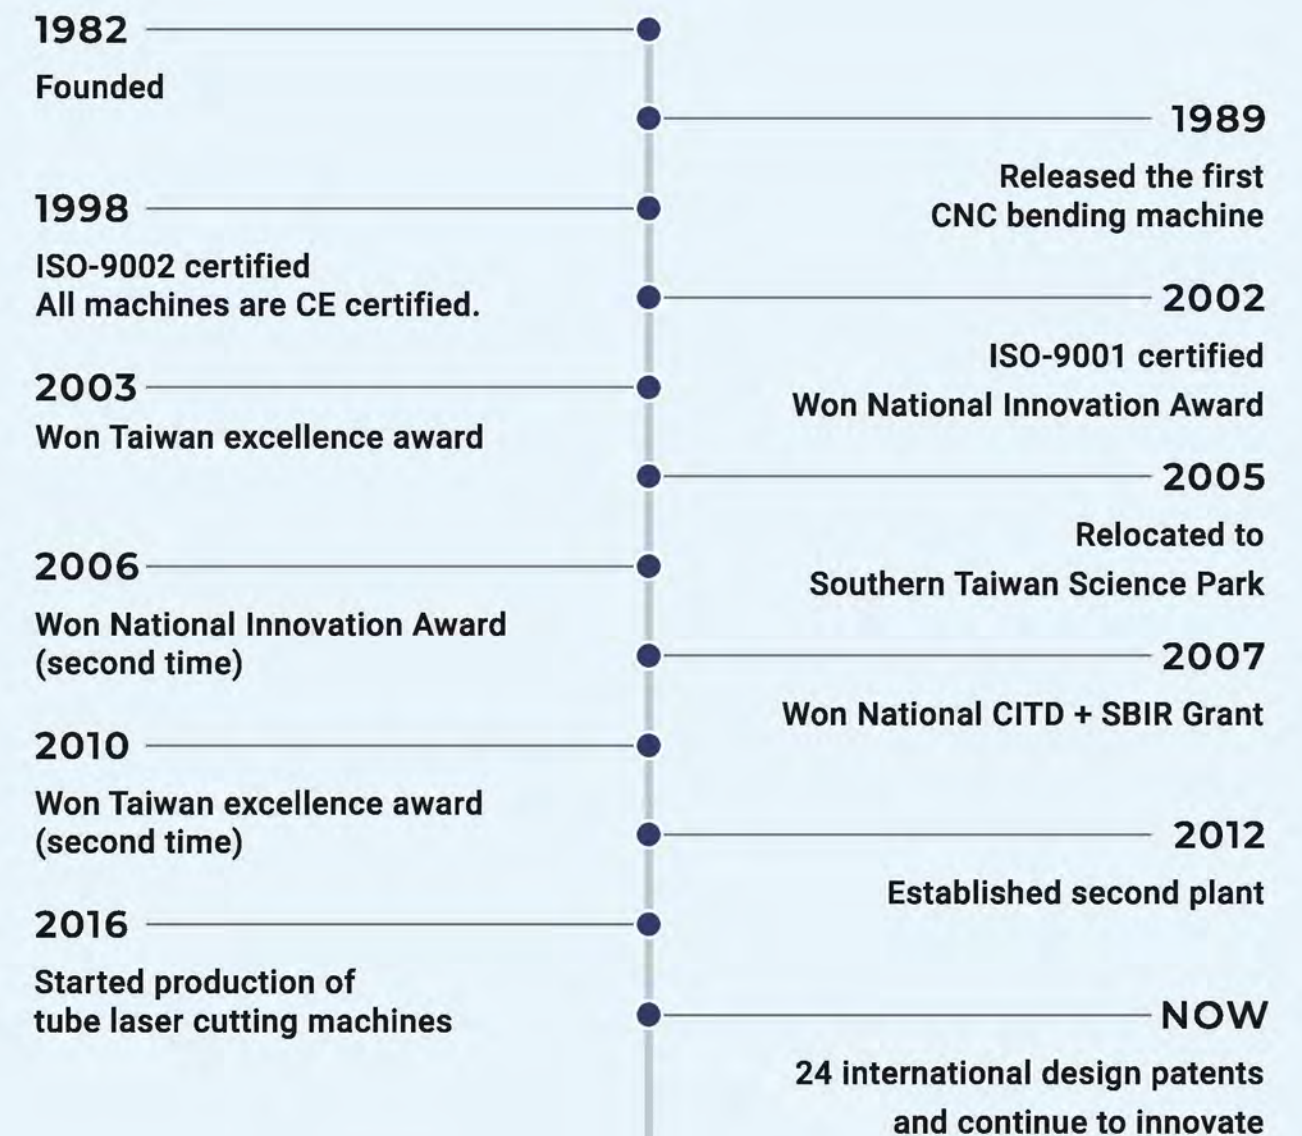 1982
Founded
1989
Released the first
CNC bending machine
1998
ISO-9002 certified
All machines are CE certified.
2002
ISO-9001 certified
Won National Innovation Award
2003
Won Taiwan excellence award
2005
Relocated to
Southern Taiwan Science Park
2006
Won National Innovation Award
(second time)
2007
Won National CITD + SBIR Grant
2010
Won Taiwan excellence award
(second time)
2012
Established second plant
2016
Started production of
tube laser cutting machines
NOW
24 international design patents
and continue to innovate